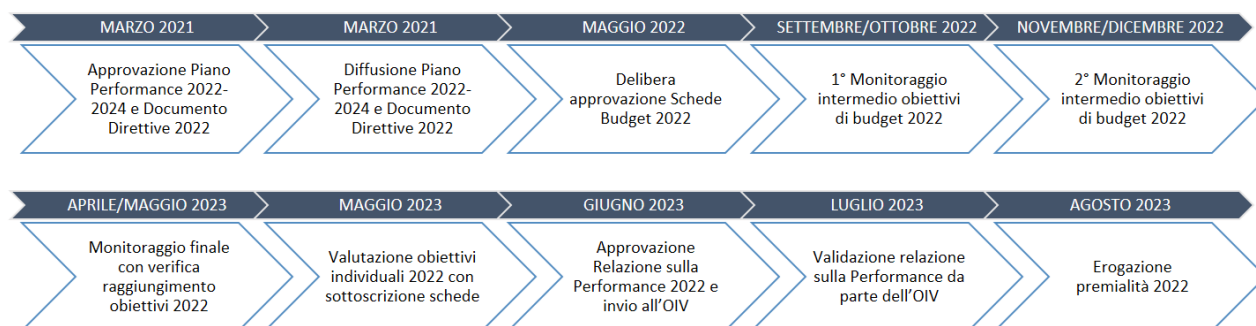 MARZO 2021
Approvazione Piano
Performance 2022-
2024 e Documento
Direttive 2022
MARZO 2021
Diffusione Piano
Performance 2022-
2024 e Documento
Direttive 2022
MAGGIO 2022
Delibera
approvazione Schede
Budget 2022
SETTEMBRE/OTTOBRE 2022
1° Monitoraggio
intermedio obiettivi
di budget 2022
NOVEMBRE/DICEMBRE 2022
2° Monitoraggio
intermedio obiettivi
di budget 2022
APRILE/MAGGIO 2023
Monitoraggio finale
con verifica
raggiungimento
obiettivi 2022
MAGGIO 2023
Valutazione obiettivi
individuali 2022 con
sottoscrizione schede
GIUGNO 2023
Approvazione
Relazione sulla
Performance 2022 e
invio all’OIV
LUGLIO 2023
Validazione relazione
sulla Performance da
parte dell’OIV
AGOSTO 2023
Erogazione
premialità 2022